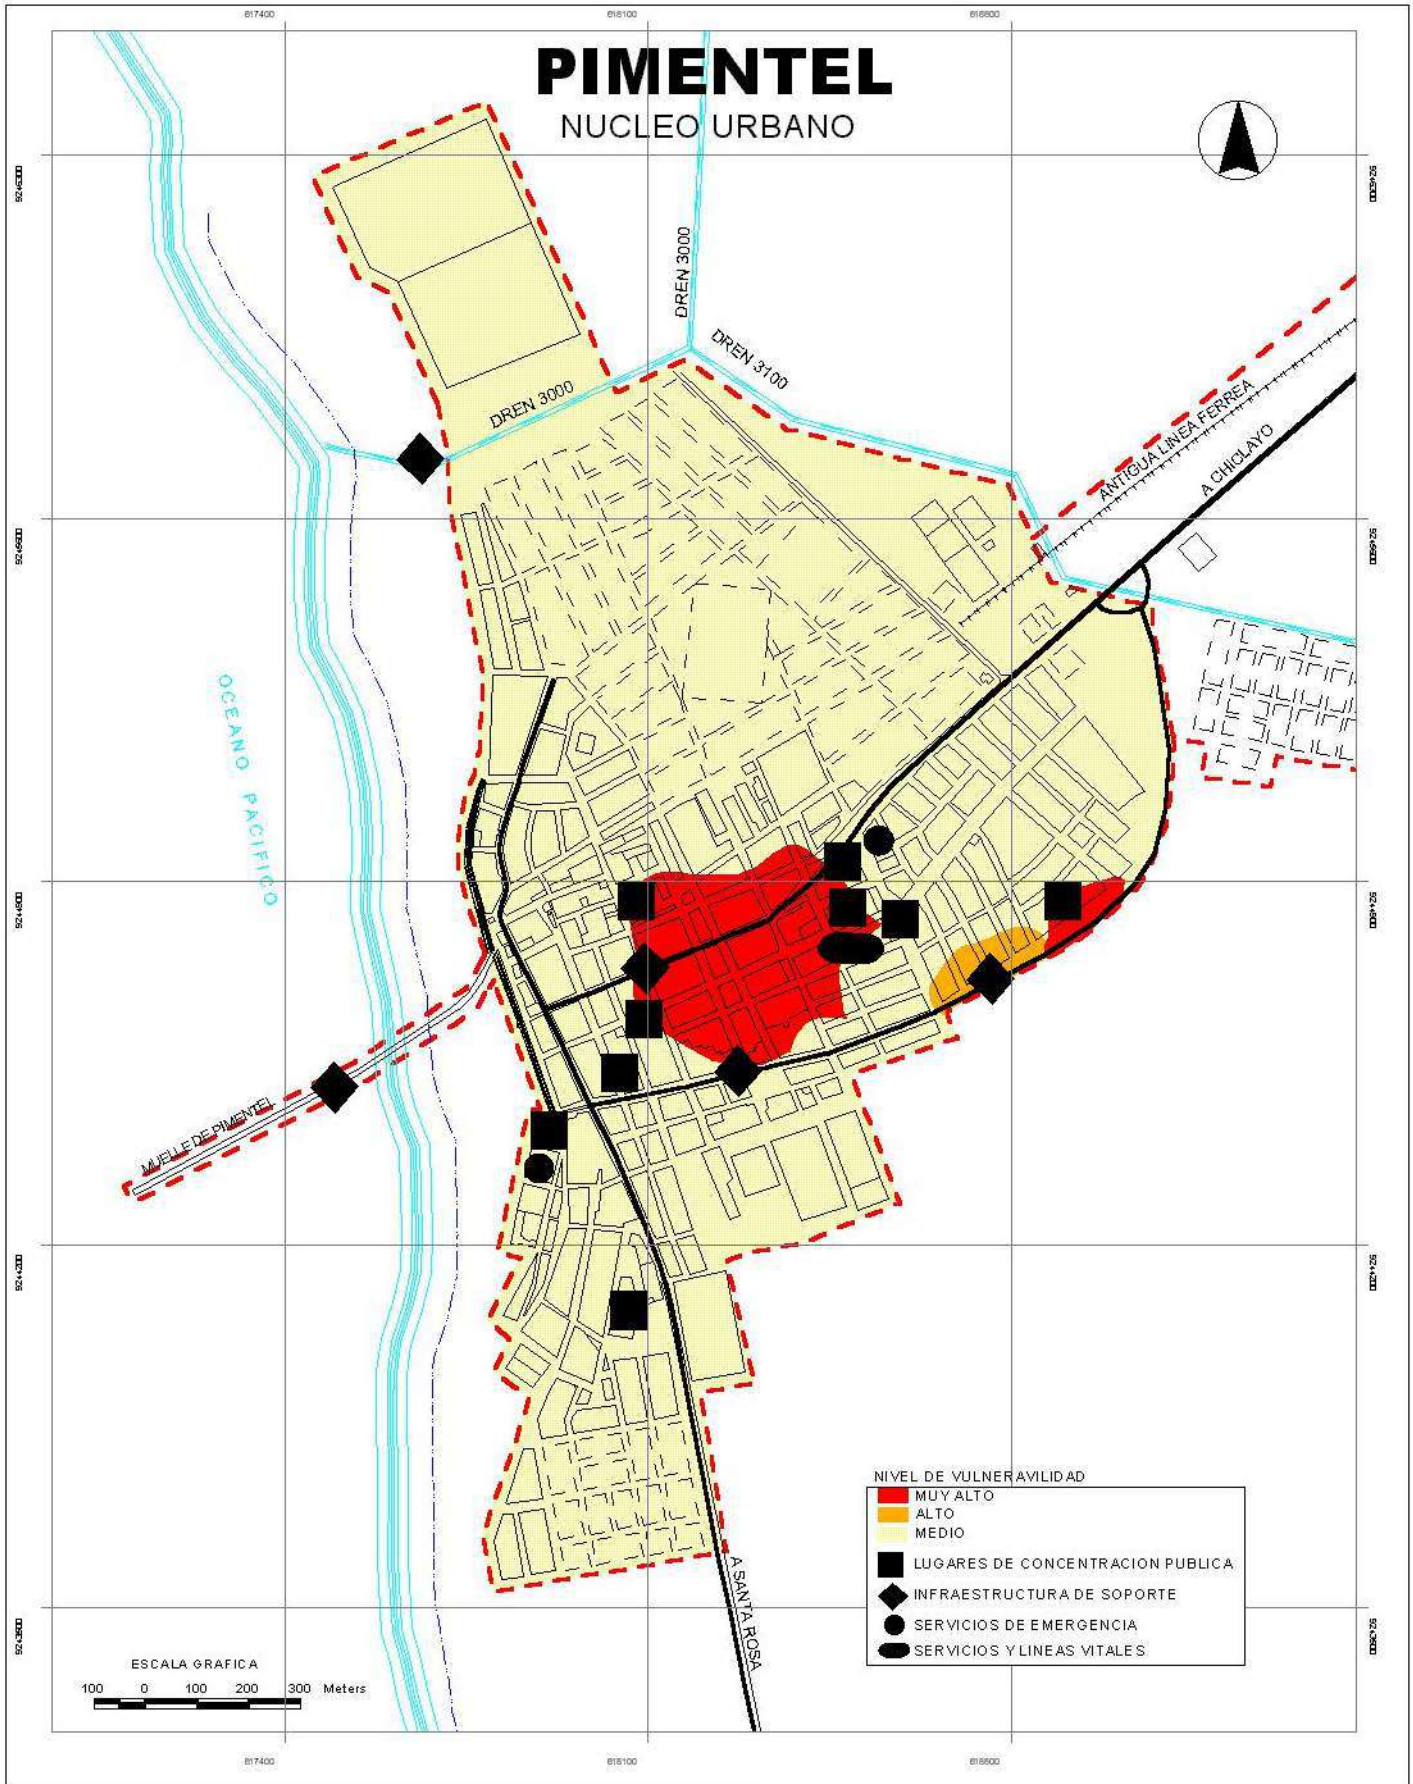 617400
618100
618800
PIMENTEL
NUCLEO URBANO
DREN 3000
DREN 3100
DREN 3000
ANTIGUA LINEA FERREA
A CHICLAYO
OCEANO PACIFICO
MUELLE DE PIMENTEL
A SANTA ROSA
NIVEL DE VULNERAVILIDAD
MUY ALTO
ALTO
MEDIO
LUGARES DE CONCENTRACION PUBLICA
INFRAESTRUCTURA DE SOPORTE
SERVICIOS DE EMERGENCIA
SERVICIOS Y LINEAS VITALES
ESCALA GRAFICA
100 0 100 200 300 Meters
617400
618100
618800